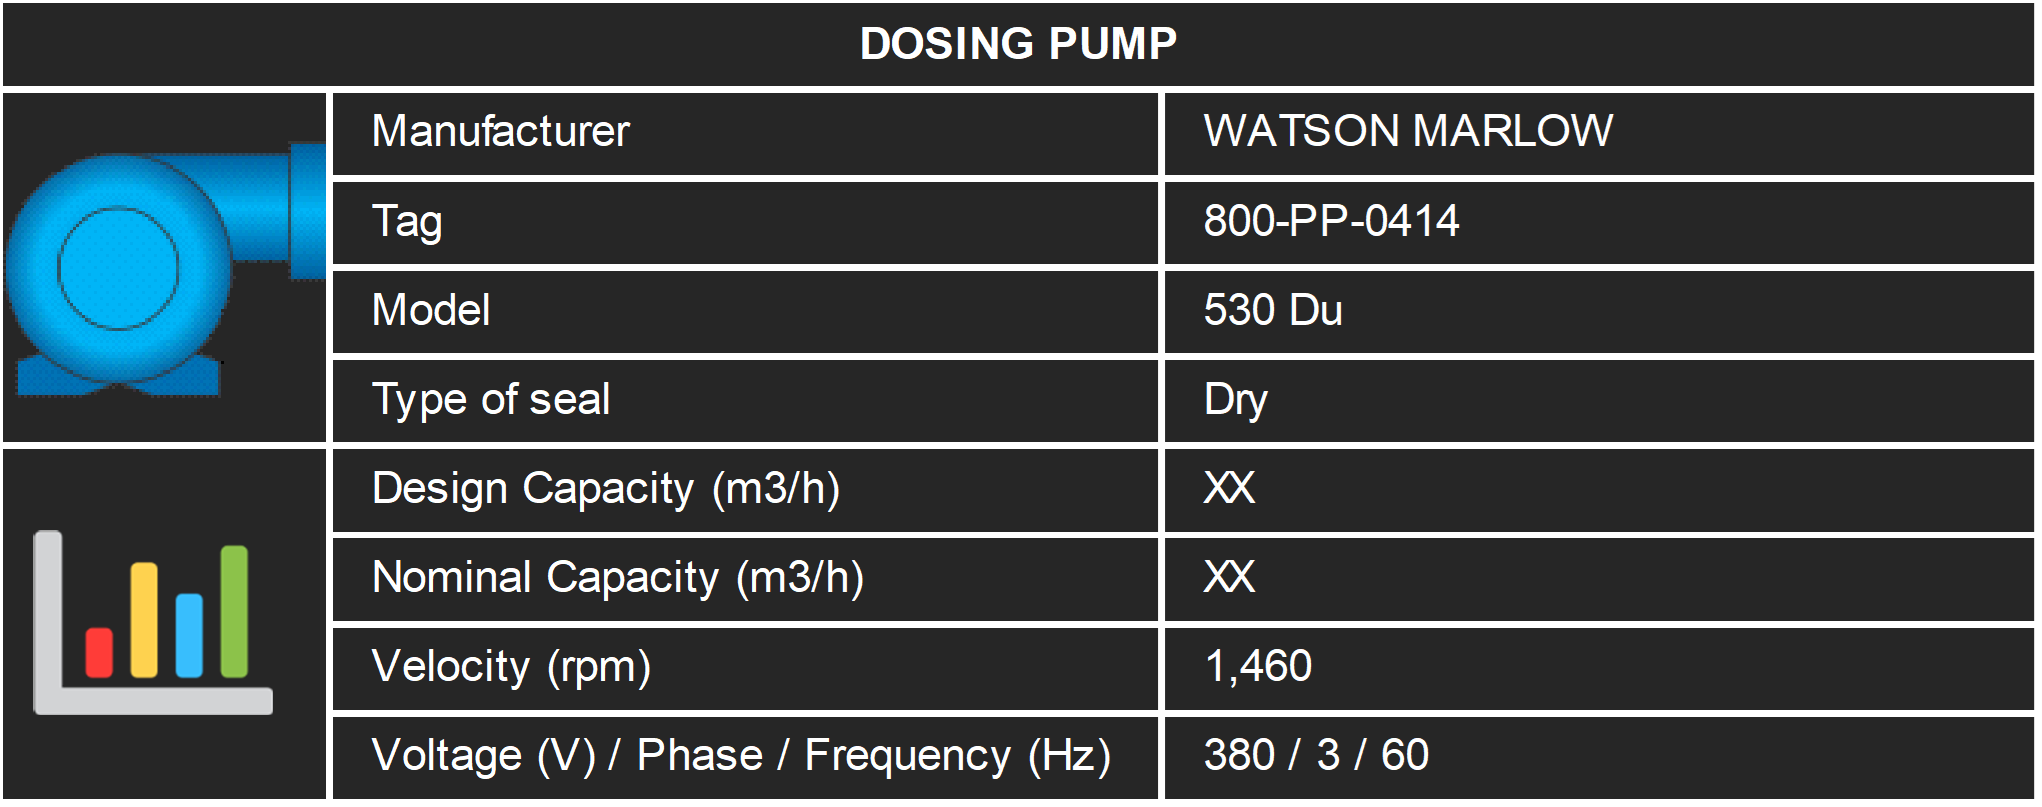 DOSING PUMP
Manufacturer WATSON MARLOW
Tag 800-PP-0414
Model 530 Du
Type of seal Dry
Design Capacity (m3/h) XX
Nominal Capacity (m3/h) XX
Velocity (rpm) 1,460
Voltage (V) / Phase / Frequency (Hz) 380 / 3 / 60